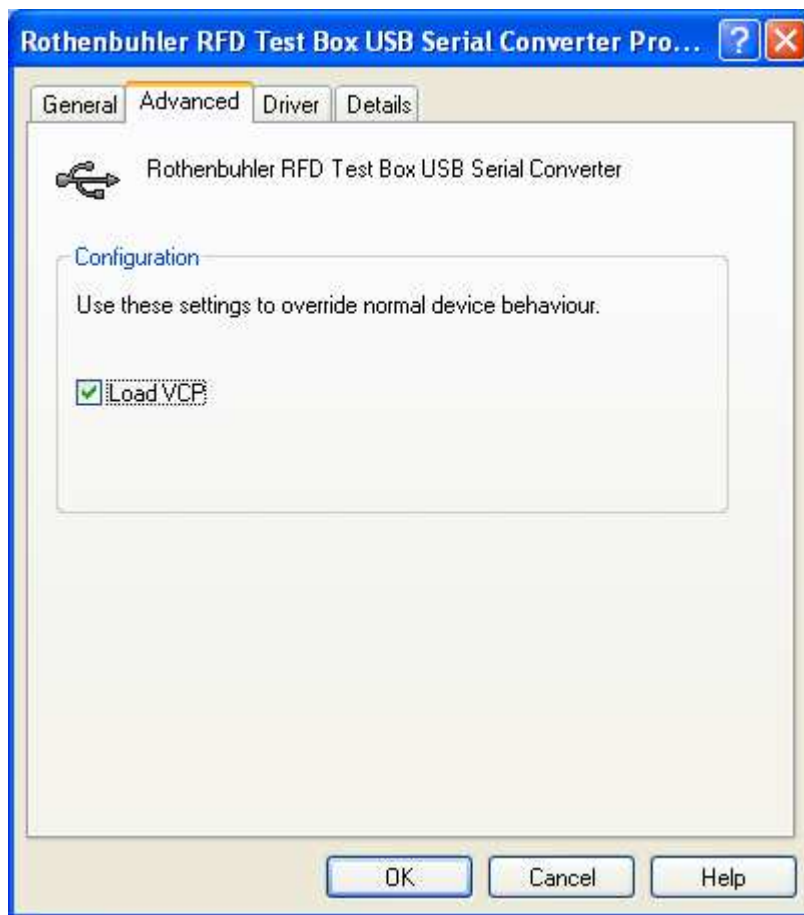 Rothenbuhler RFD Test Box USB Serial Converter Pro...
General Advanced Driver Details
Rothenbuhler RFD Test Box USB Serial Converter
Configuration
Use these settings to override normal device behaviour.
Load VCP
OK Cancel Help